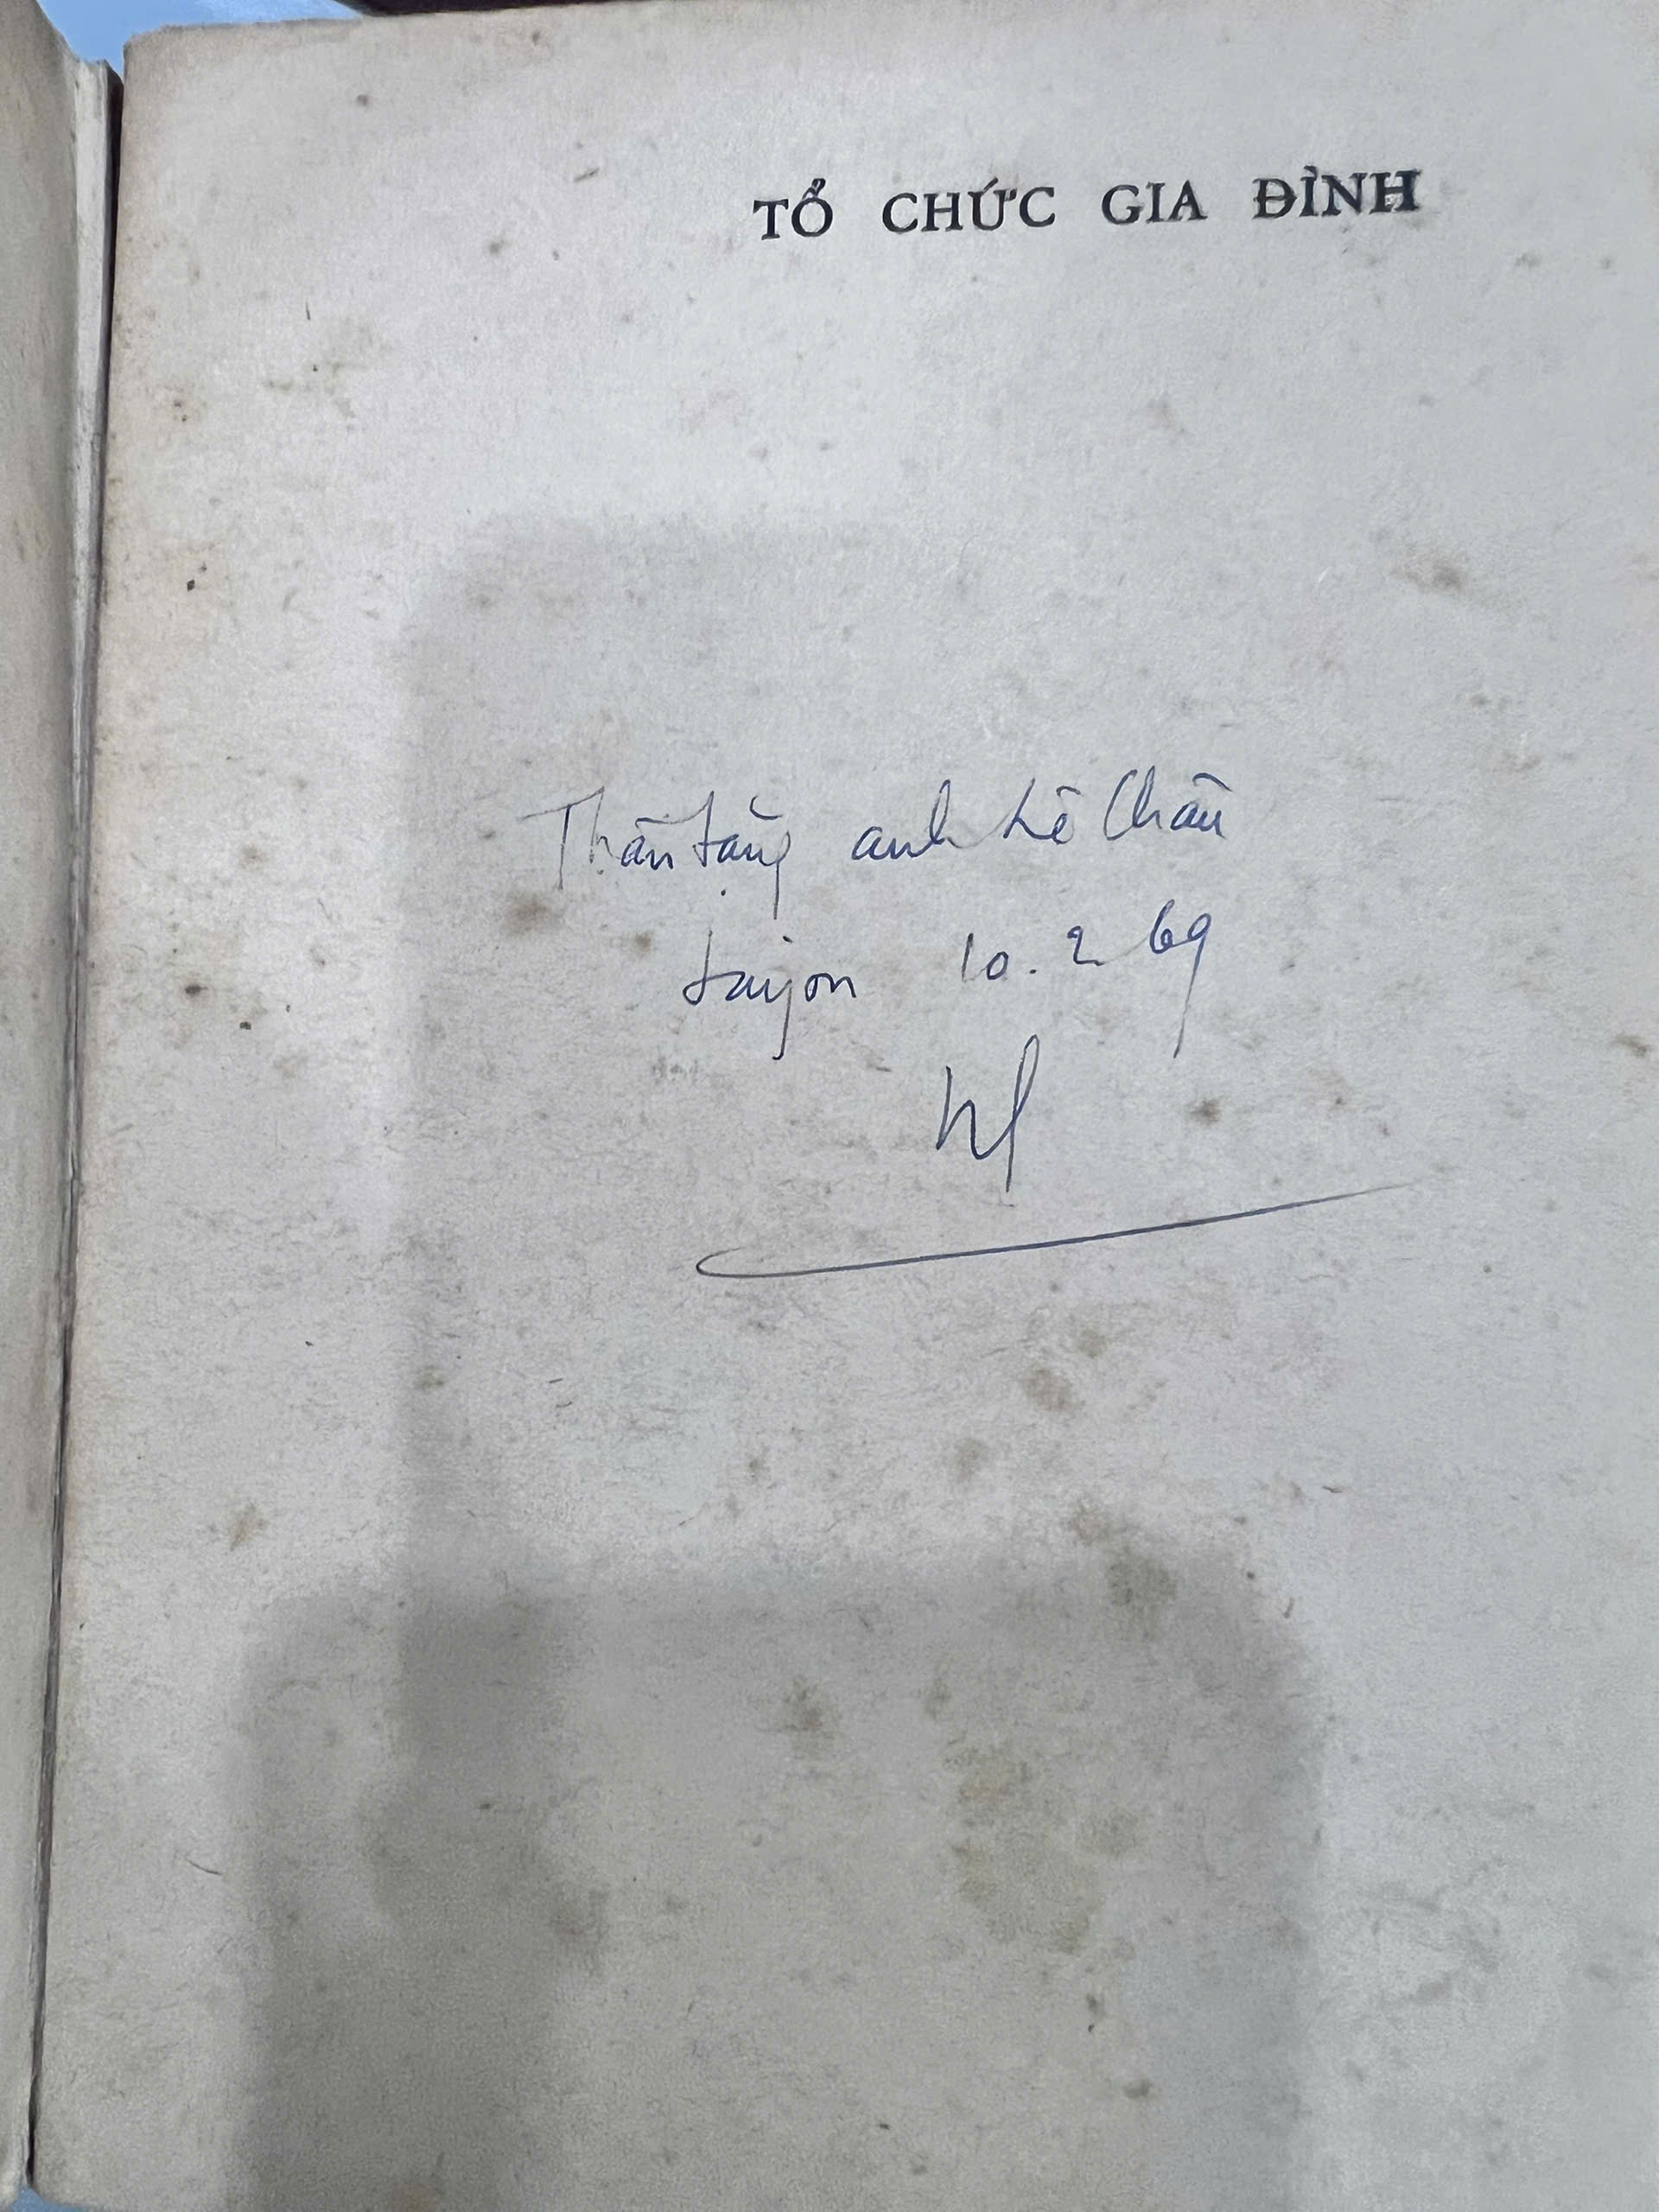 TỔ CHỨC GIA ĐÌNH
Thân tặng anh Lê Châu
Saigon 10.2 69